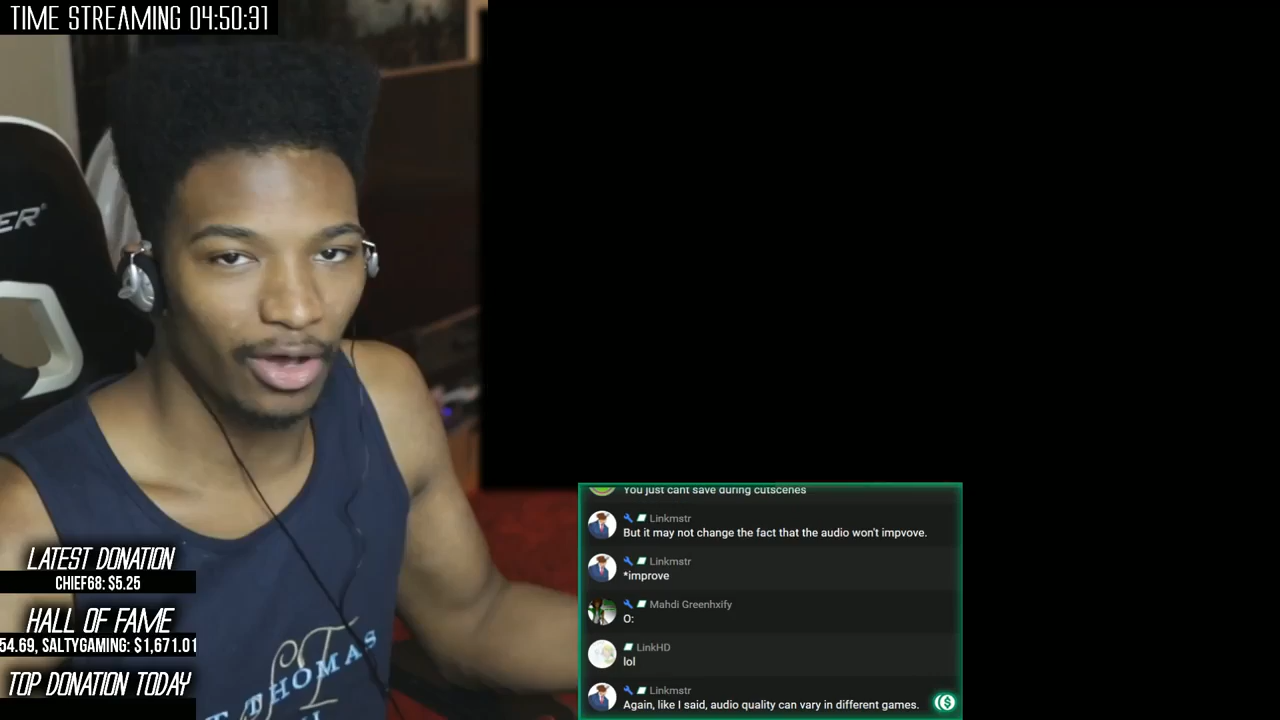 TIME STREAMING 04:50:31
ER
LATEST DONATION
CHIEF68: $5.25
HALL OF FAME
54.69, SALTYGAMING: $1,671.01
TOP DONATION TODAY
THOMAS
You just cant save during cutscenes
Linkmstr
But it may not change the fact that the audio won't impvove.
Linkmstr
*improve
Mahdi Greenhxify
O:
LinkHD
lol
Linkmstr
Again, like I said, audio quality can vary in different games.